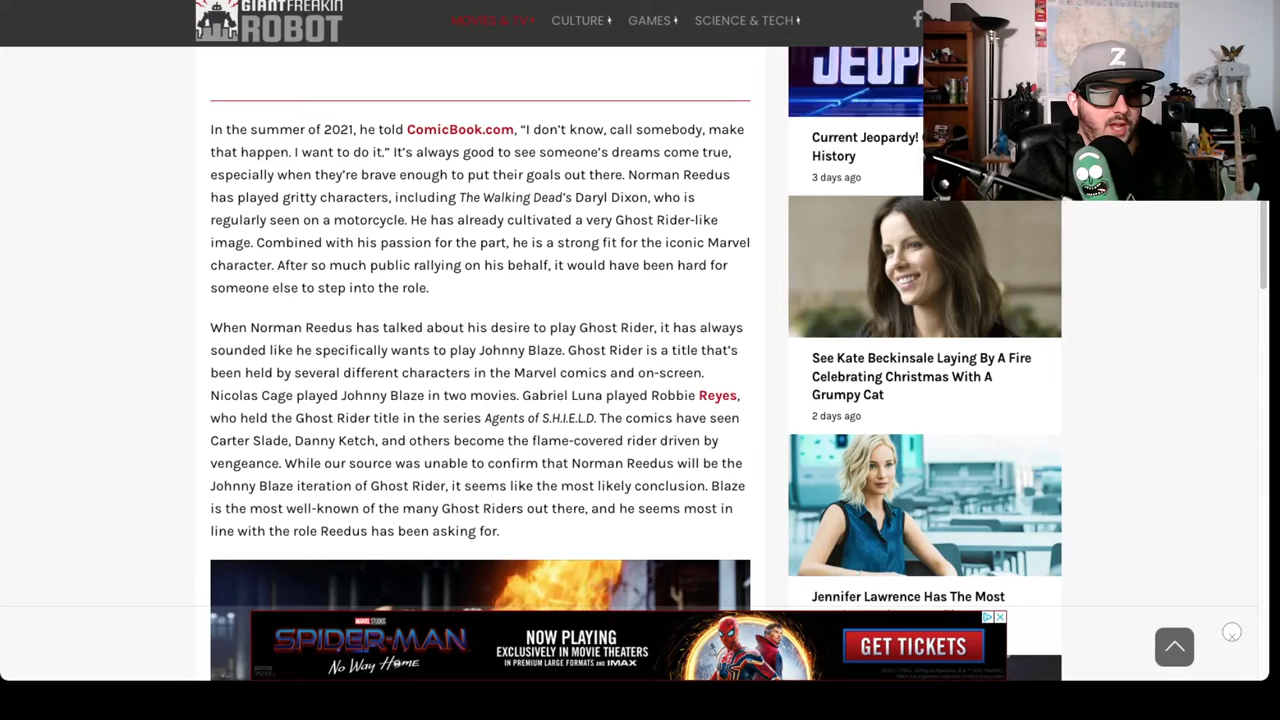 GIANT FREAKIN
ROBOT
MOVIES & TV
CULTURE
GAMES
SCIENCE & TECH
In the summer of 2021, he told ComicBook.com, “I don’t know, call somebody, make
that happen. I want to do it.” It’s always good to see someone’s dreams come true,
especially when they’re brave enough to put their goals out there. Norman Reedus
has played gritty characters, including The Walking Dead’s Daryl Dixon, who is
regularly seen on a motorcycle. He has already cultivated a very Ghost Rider-like
image. Combined with his passion for the part, he is a strong fit for the iconic Marvel
character. After so much public rallying on his behalf, it would have been hard for
someone else to step into the role.
When Norman Reedus has talked about his desire to play Ghost Rider, it has always
sounded like he specifically wants to play Johnny Blaze. Ghost Rider is a title that’s
been held by several different characters in the Marvel comics and on-screen.
Nicolas Cage played Johnny Blaze in two movies. Gabriel Luna played Robbie Reyes,
who held the Ghost Rider title in the series Agents of S.H.I.E.L.D. The comics have seen
Carter Slade, Danny Ketch, and others become the flame-covered rider driven by
vengeance. While our source was unable to confirm that Norman Reedus will be the
Johnny Blaze iteration of Ghost Rider, it seems like the most likely conclusion. Blaze
is the most well-known of the many Ghost Riders out there, and he seems most in
line with the role Reedus has been asking for.
JEOP
Current Jeopardy!
History
3 days ago
See Kate Beckinsale Laying By A Fire
Celebrating Christmas With A
Grumpy Cat
2 days ago
Jennifer Lawrence Has The Most
Z
MARVEL STUDIOS
SPIDER-MAN
No Way Home
NOW PLAYING
EXCLUSIVELY IN MOVIE THEATERS
IN PREMIUM LARGE FORMATS and IMAX
GET TICKETS